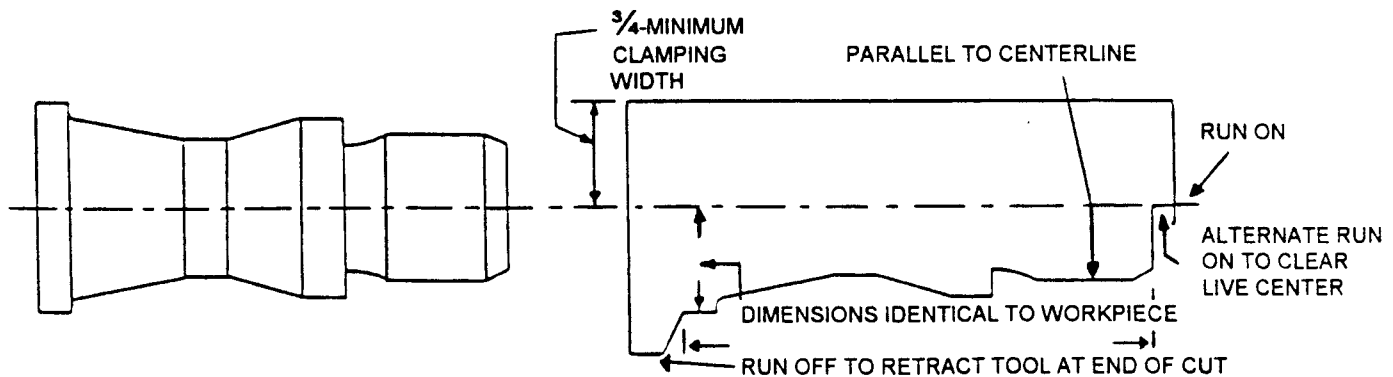 ¾-MINIMUM
CLAMPING
WIDTH
PARALLEL TO CENTERLINE
RUN ON
ALTERNATE RUN
ON TO CLEAR
LIVE CENTER
DIMENSIONS IDENTICAL TO WORKPIECE
RUN OFF TO RETRACT TOOL AT END OF CUT